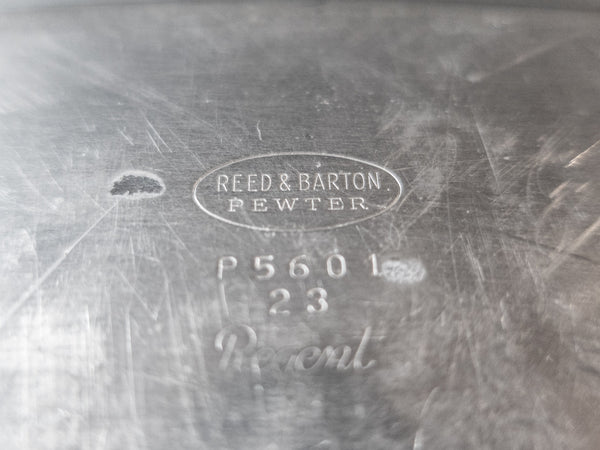 REED & BARTON
PEWTER
P5601
23
Regent